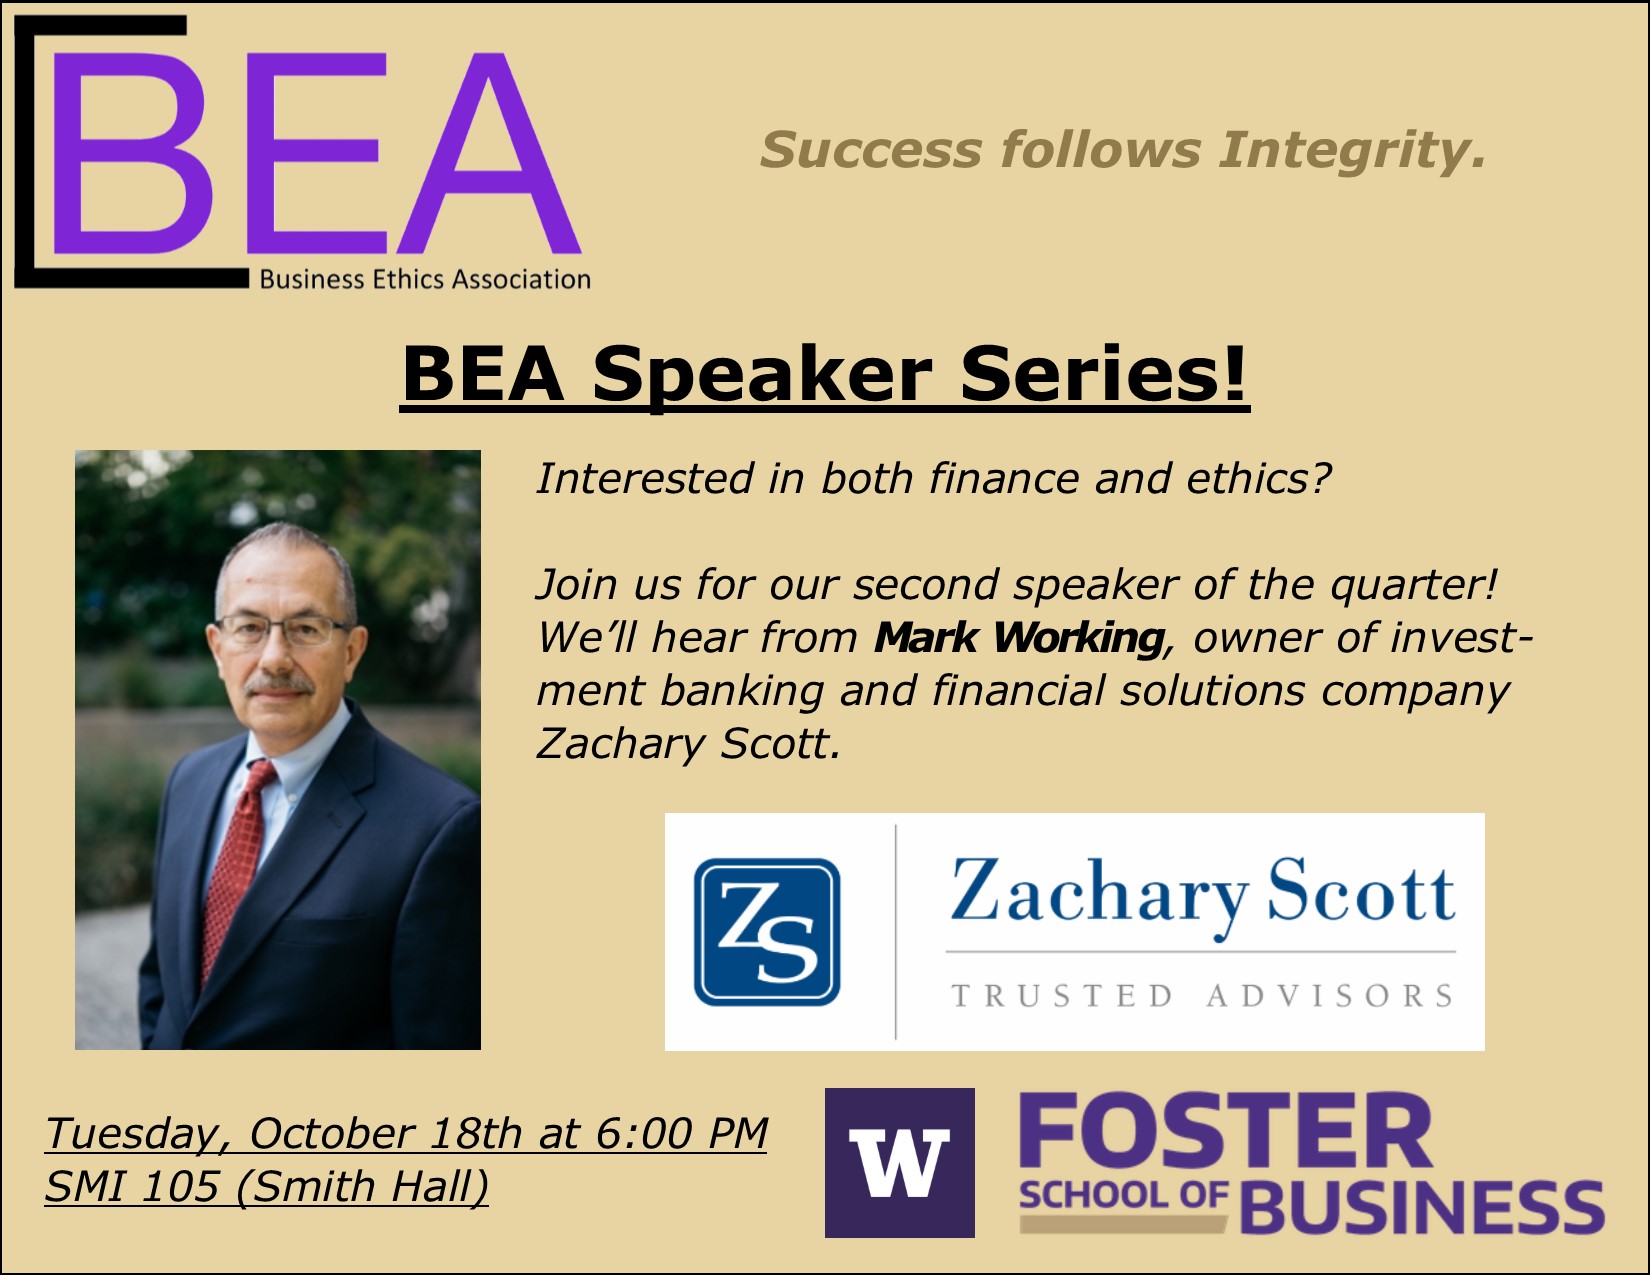 BEA
Business Ethics Association
Success follows Integrity.
BEA Speaker Series!
Interested in both finance and ethics?
Join us for our second speaker of the quarter!
We’ll hear from Mark Working, owner of invest-
ment banking and financial solutions company
Zachary Scott.
ZS
Zachary Scott
TRUSTED ADVISORS
Tuesday, October 18th at 6:00 PM
SMI 105 (Smith Hall)
W
FOSTER
SCHOOL OF BUSINESS